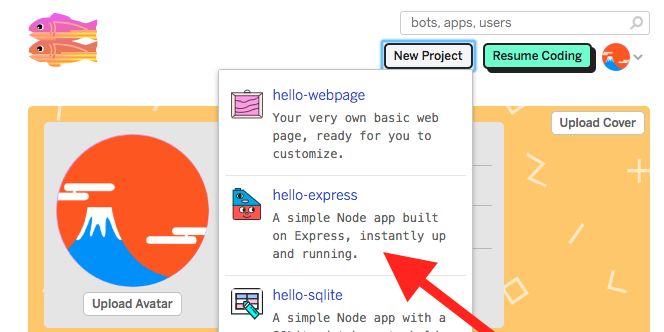 bots, apps, users
New Project
Resume Coding
hello-webpage
Your very own basic web
page, ready for you to
customize.
Upload Cover
hello-express
A simple Node app built
on Express, instantly up
and running.
hello-sqlite
Upload Avatar
A simple Node app with a